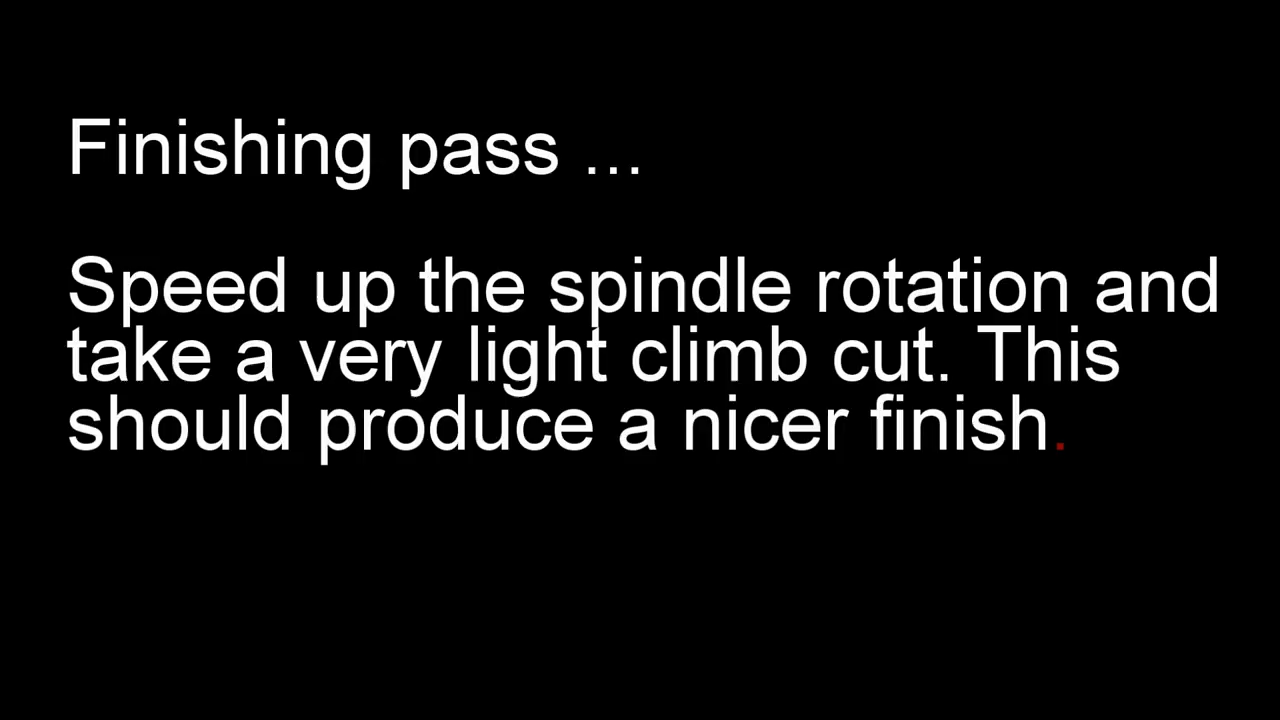 Finishing pass ...
Speed up the spindle rotation and
take a very light climb cut. This
should produce a nicer finish.